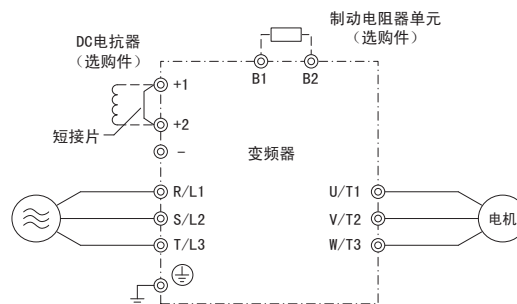 制动电阻器单元
（选购件）
DC电抗器
（选购件）
B1
B2
+1
+2
短接片
-
变频器
R/L1
U/T1
S/L2
V/T2
电机
T/L3
W/T3